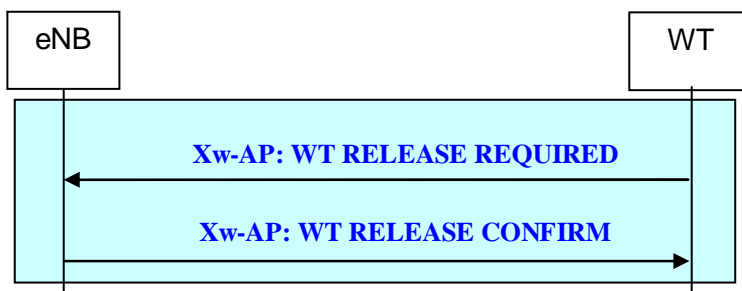 eNB
WT
Xw-AP: WT RELEASE REQUIRED
Xw-AP: WT RELEASE CONFIRM